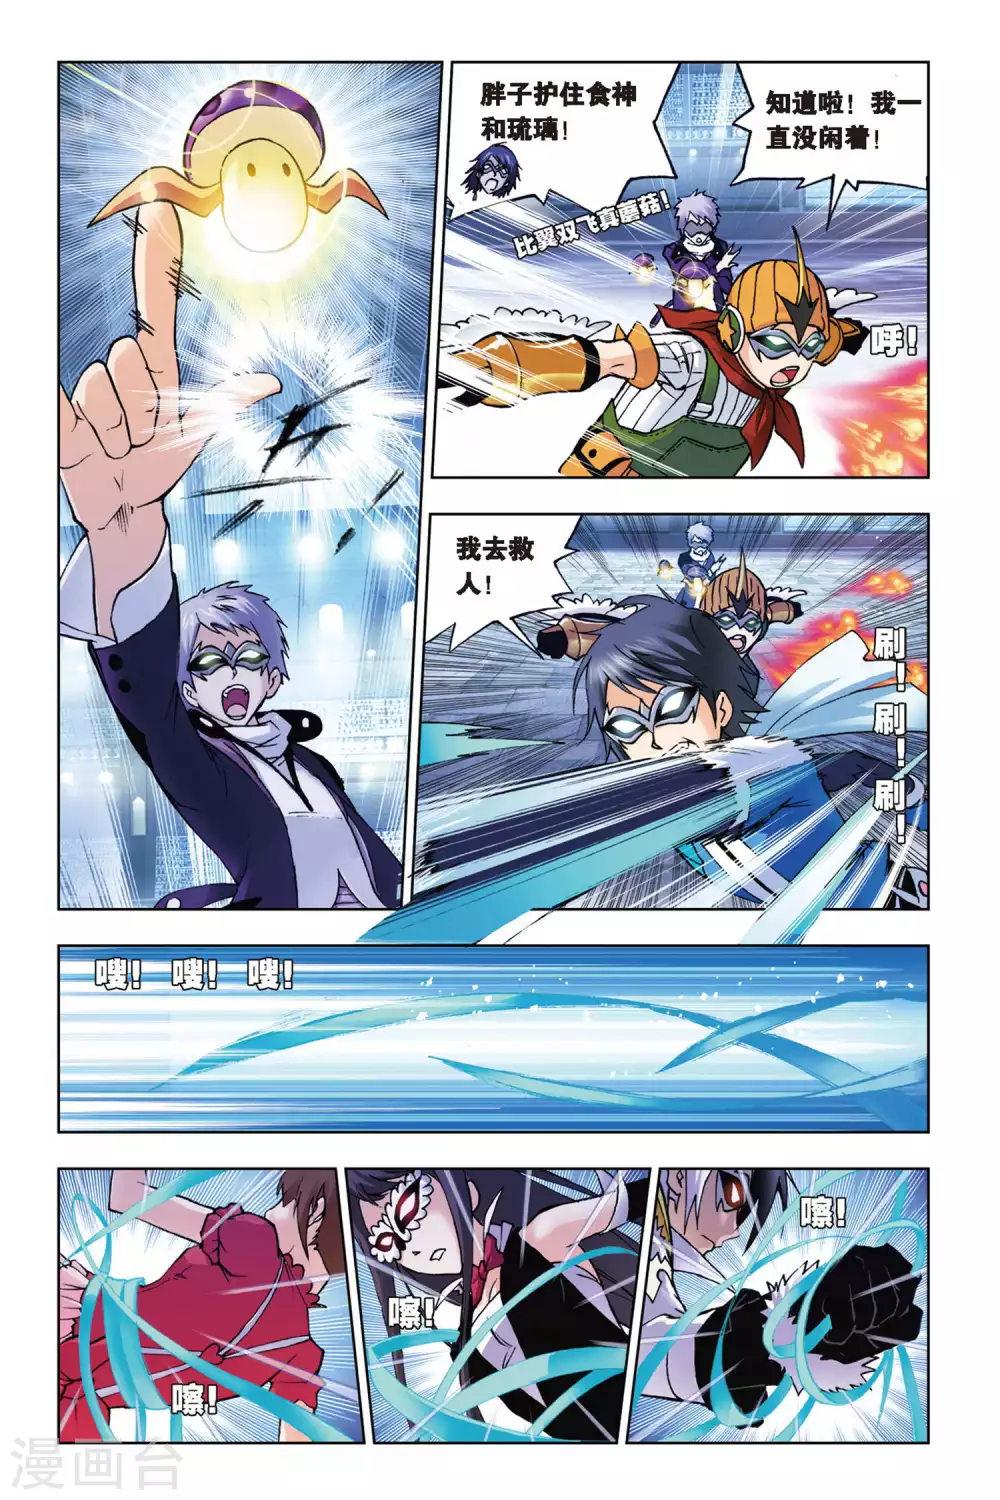 胖子护住食神
和琉璃！
知道啦！我一
直没闲着！
比翼双飞真蘑菇！
呼！
我去救
人！
刷！刷！刷！
嗖！嗖！嗖！
嚓！
嚓！
嚓！
漫画台